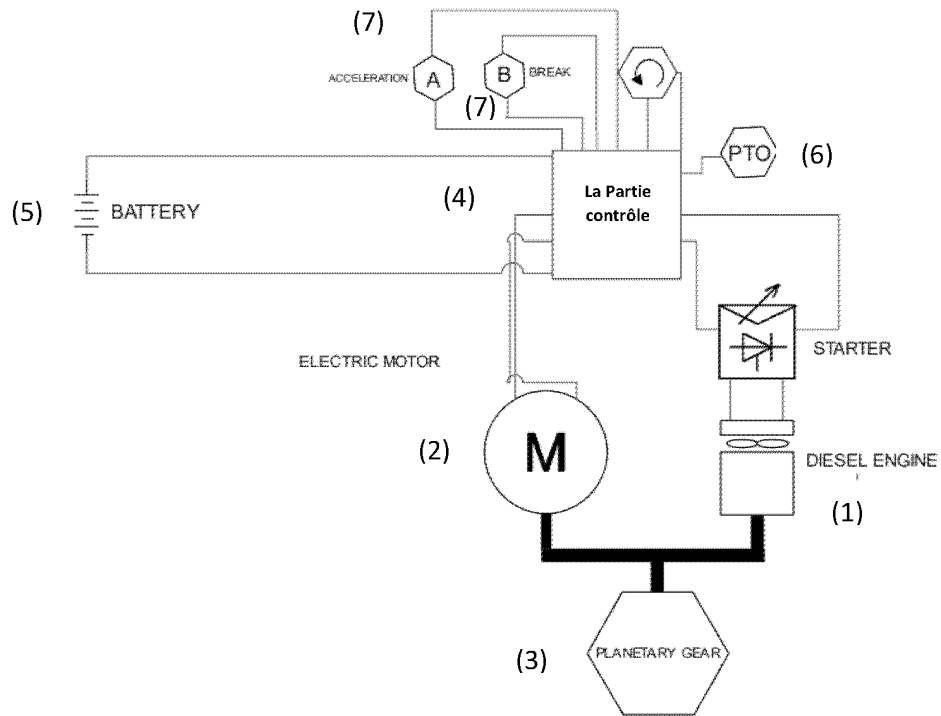 (7)
ACCELERATION
A
B
BREAK
(7)
PTO
(6)
(5)
BATTERY
(4)
La Partie
contrôle
ELECTRIC MOTOR
STARTER
(2)
M
DIESEL ENGINE
(1)
(3)
PLANETARY GEAR